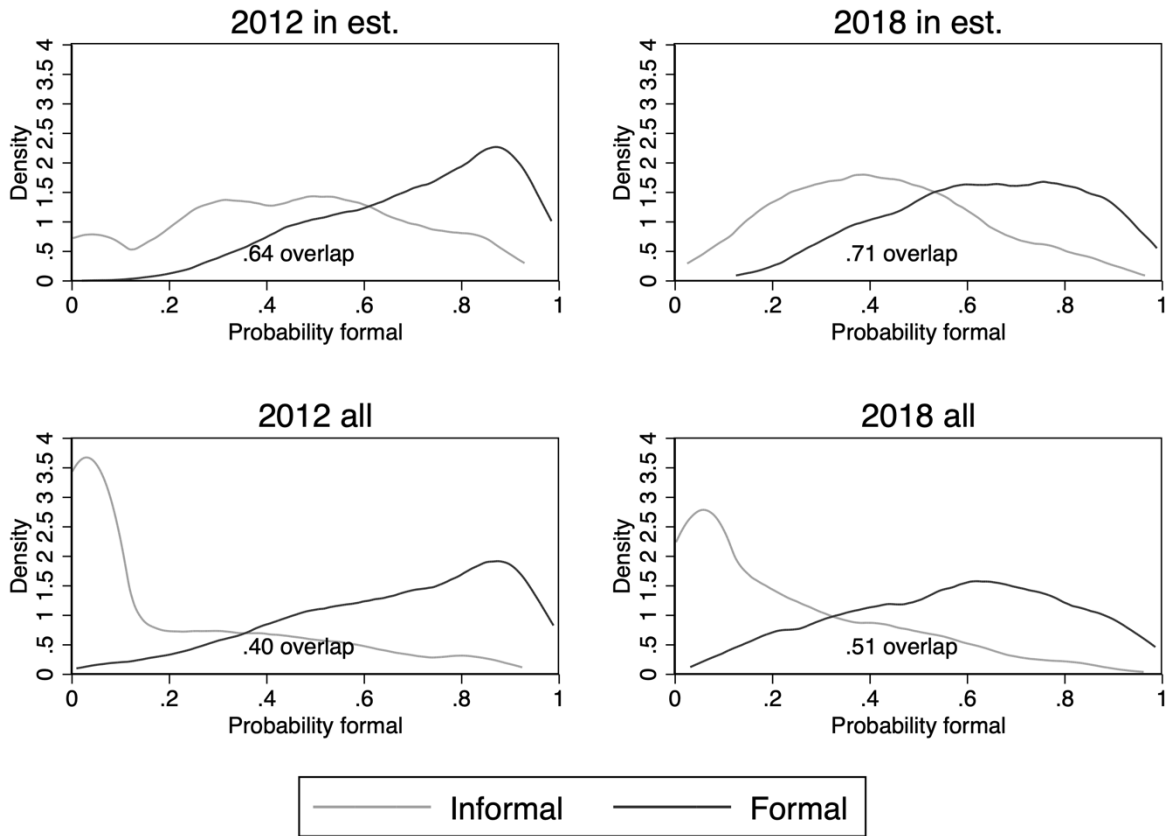 2012 in est.
Density
0 .5 1 1.5 2 2.5 3 3.5 4
.64 overlap
0 .2 .4 .6 .8 1
Probability formal
2018 in est.
Density
0 .5 1 1.5 2 2.5 3 3.5 4
.71 overlap
0 .2 .4 .6 .8 1
Probability formal
2012 all
Density
0 .5 1 1.5 2 2.5 3 3.5 4
.40 overlap
0 .2 .4 .6 .8 1
Probability formal
2018 all
Density
0 .5 1 1.5 2 2.5 3 3.5 4
.51 overlap
0 .2 .4 .6 .8 1
Probability formal
Informal Formal